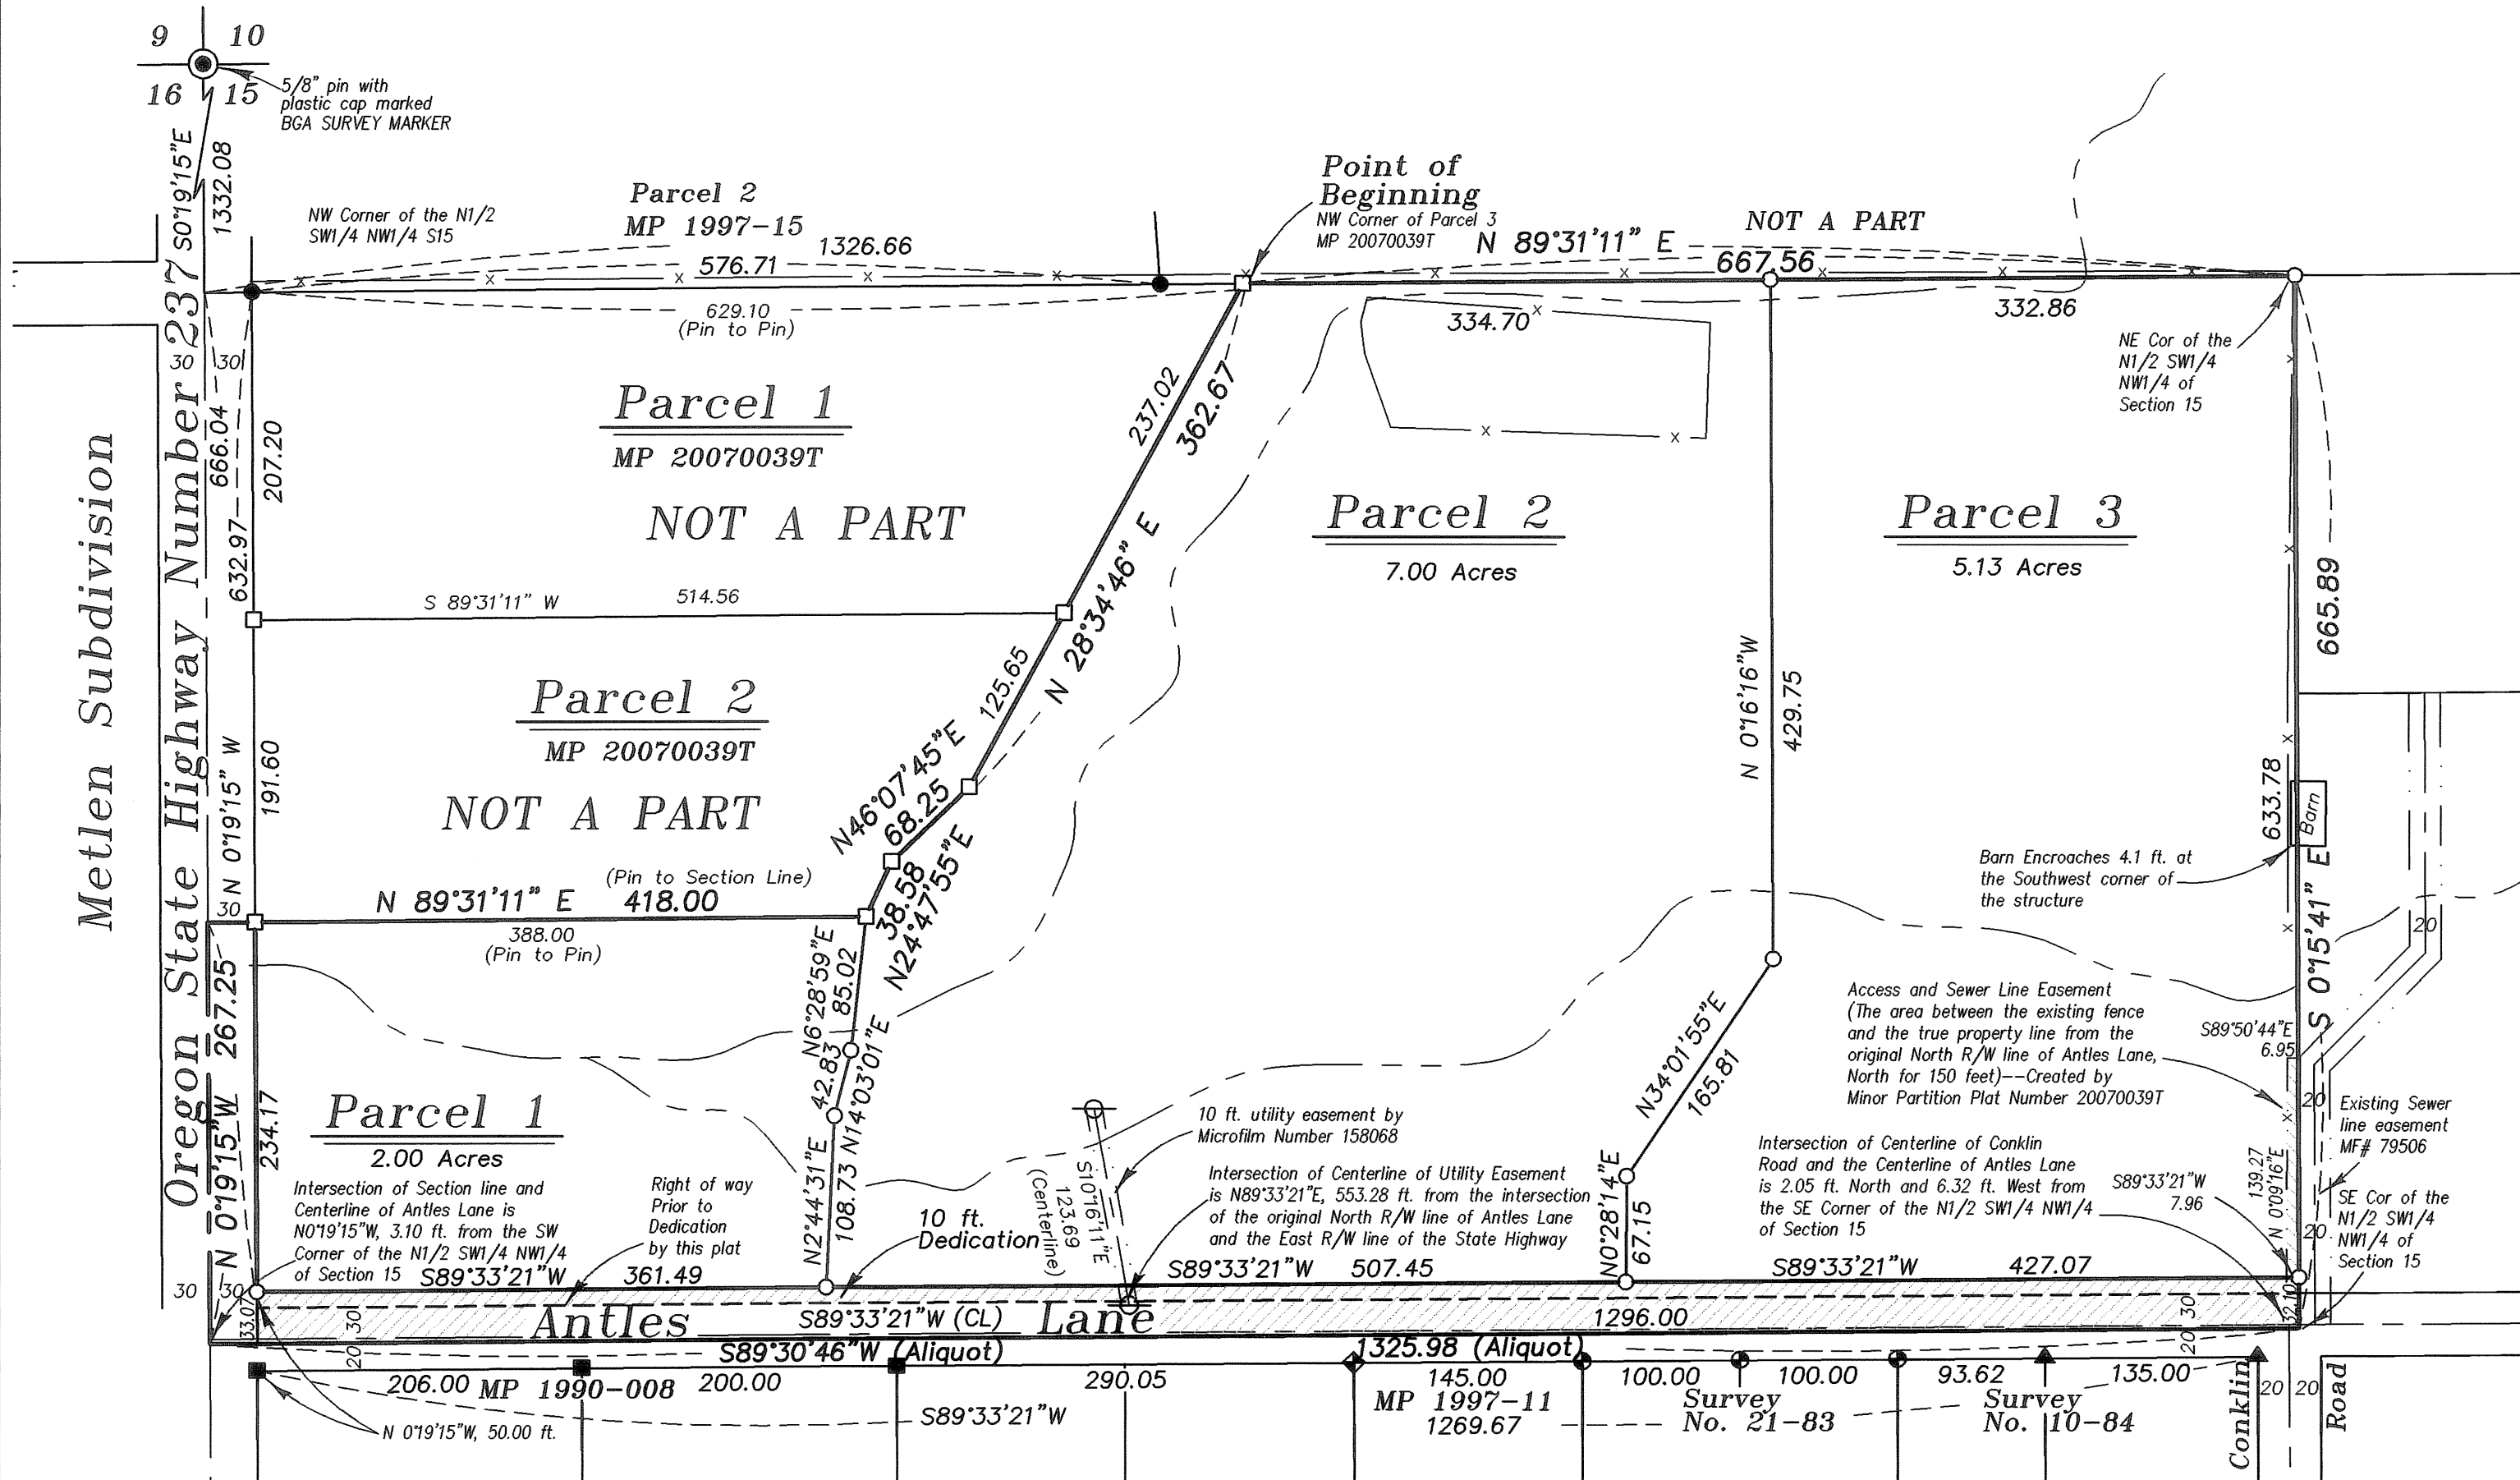 9 10
16 15
5/8" pin with
plastic cap marked
BGA SURVEY MARKER
S0°19'15"E
1332.08
NW Corner of the N1/2
SW1/4 NW1/4 S15
Parcel 2
MP 1997-15
1326.66
576.71
629.10
(Pin to Pin)
Point of
Beginning
NW Corner of Parcel 3
MP 20070039T
N 89°31'11" E
NOT A PART
667.56
334.70
332.86
NE Cor of the
N1/2 SW1/4
NW1/4 of
Section 15
Metlen Subdivision
Oregon State Highway Number 237
30 30
666.04
632.97
207.20
Parcel 1
MP 20070039T
NOT A PART
237.02
362.67
N 28°34'46" E
S 89°31'11" W 514.56
125.65
Parcel 2
MP 20070039T
NOT A PART
N 0°19'15" W
191.60
30
N46°07'45"E
68.25
38.58
N24°47'55"E
(Pin to Section Line)
N 89°31'11" E 418.00
388.00
(Pin to Pin)
Parcel 2
7.00 Acres
Parcel 3
5.13 Acres
N 0°16'16"W
429.75
665.89
633.78
Barn
Barn Encroaches 4.1 ft. at
the Southwest corner of
the structure
S 0°15'41" E
20
N6°28'59"E
85.02
42.83
N14°03'01"E
N2°44'31"E
108.73
N 0°19'15"W 267.25
234.17
Parcel 1
2.00 Acres
Intersection of Section line and
Centerline of Antles Lane is
N0°19'15"W, 3.10 ft. from the SW
Corner of the N1/2 SW1/4 NW1/4
of Section 15
Right of way
Prior to
Dedication
by this plat
10 ft.
Dedication
S10°16'11"E
123.69
(Centerline)
10 ft. utility easement by
Microfilm Number 158068
Intersection of Centerline of Utility Easement
is N89°33'21"E, 553.28 ft. from the intersection
of the original North R/W line of Antles Lane
and the East R/W line of the State Highway
N34°01'55"E
165.81
N0°28'14"E
67.15
Access and Sewer Line Easement
(The area between the existing fence
and the true property line from the
original North R/W line of Antles Lane,
North for 150 feet)--Created by
Minor Partition Plat Number 20070039T
S89°50'44"E
6.95
20
Existing Sewer
line easement
MF# 79506
Intersection of Centerline of Conklin
Road and the Centerline of Antles Lane
is 2.05 ft. North and 6.32 ft. West from
the SE Corner of the N1/2 SW1/4 NW1/4
of Section 15
S89°33'21"W
7.96
139.27
N 0°09'16"E
20
SE Cor of the
N1/2 SW1/4
NW1/4 of
Section 15
S89°33'21"W 361.49
S89°33'21"W 507.45
S89°33'21"W 427.07
30 30
33.07
30
20
Antles Lane
S89°33'21"W (CL)
1296.00
30
20
32.10
S89°30'46"W (Aliquot)
1325.98 (Aliquot)
206.00 MP 1990-008 200.00
290.05
145.00
MP 1997-11
1269.67
100.00 100.00
Survey
No. 21-83
93.62 135.00
Survey
No. 10-84
S89°33'21"W
N 0°19'15"W, 50.00 ft.
Conklin Road
20 20